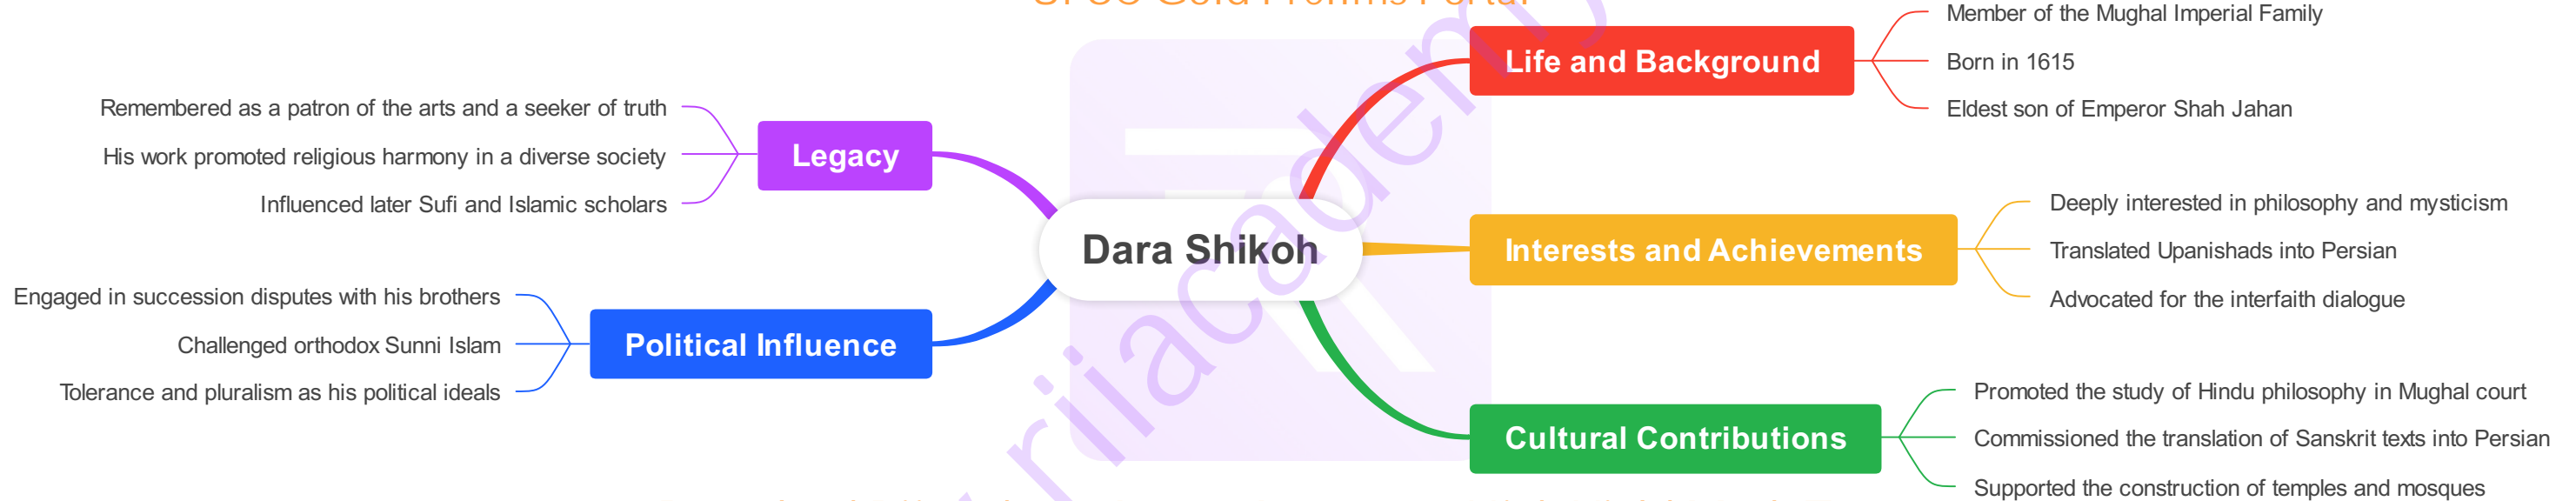 Dara Shikoh
Life and Background
Member of the Mughal Imperial Family
Born in 1615
Eldest son of Emperor Shah Jahan
Interests and Achievements
Deeply interested in philosophy and mysticism
Translated Upanishads into Persian
Advocated for the interfaith dialogue
Cultural Contributions
Promoted the study of Hindu philosophy in Mughal court
Commissioned the translation of Sanskrit texts into Persian
Supported the construction of temples and mosques
Legacy
Remembered as a patron of the arts and a seeker of truth
His work promoted religious harmony in a diverse society
Influenced later Sufi and Islamic scholars
Political Influence
Engaged in succession disputes with his brothers
Challenged orthodox Sunni Islam
Tolerance and pluralism as his political ideals